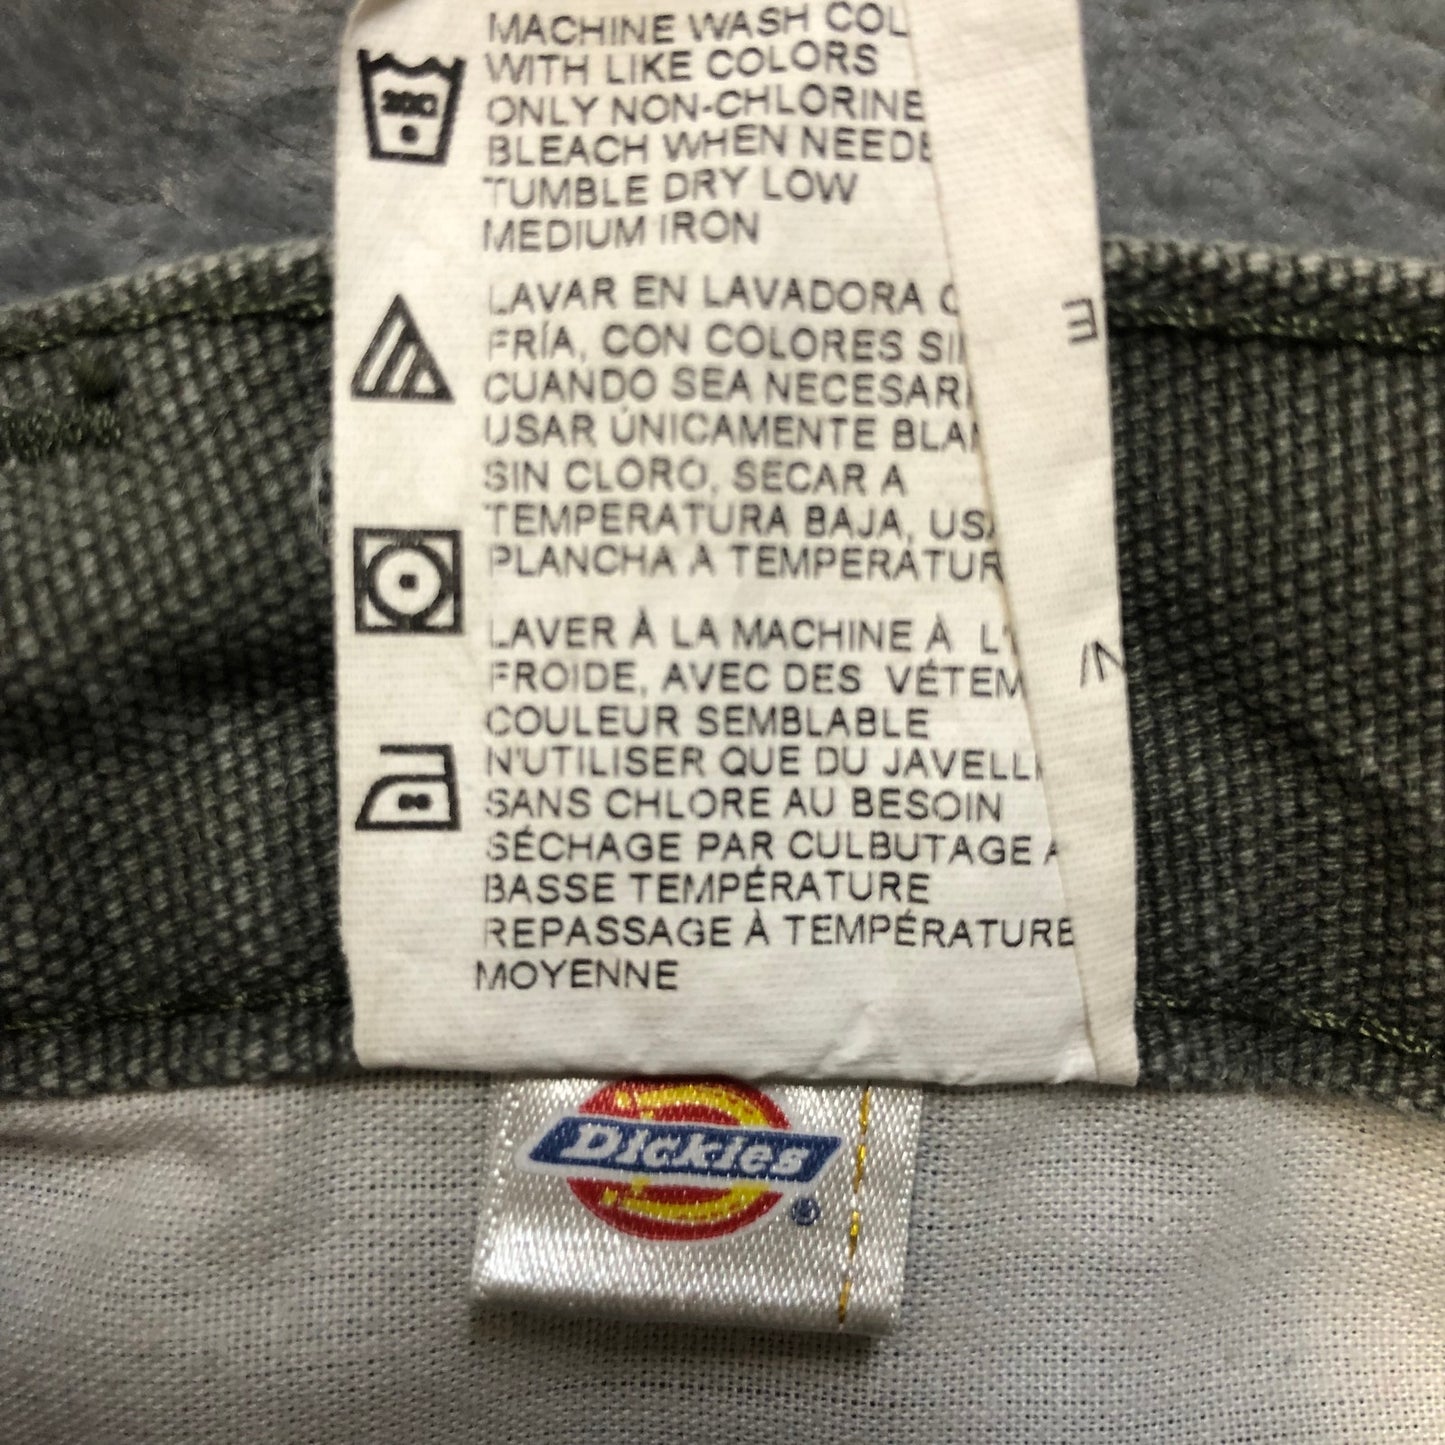 MACHINE WASH COL
WITH LIKE COLORS
ONLY NON-CHLORINE
BLEACH WHEN NEEDE
TUMBLE DRY LOW
MEDIUM IRON
LAVAR EN LAVADORA
FRÍA, CON COLORES SI
CUANDO SEA NECESARI
USAR ÚNICAMENTE BLAN
SIN CLORO, SECAR A
TEMPERATURA BAJA, USA
PLANCHA A TEMPERATUR
LAVER À LA MACHINE À L'
FROIDE, AVEC DES VÉTEM
COULEUR SEMBLABLE
N'UTILISER QUE DU JAVELLI
SANS CHLORE AU BESOIN
SÉCHAGE PAR CULBUTAGE A
BASSE TEMPÉRATURE
REPASSAGE À TEMPÉRATURE
MOYENNE
Dickies®